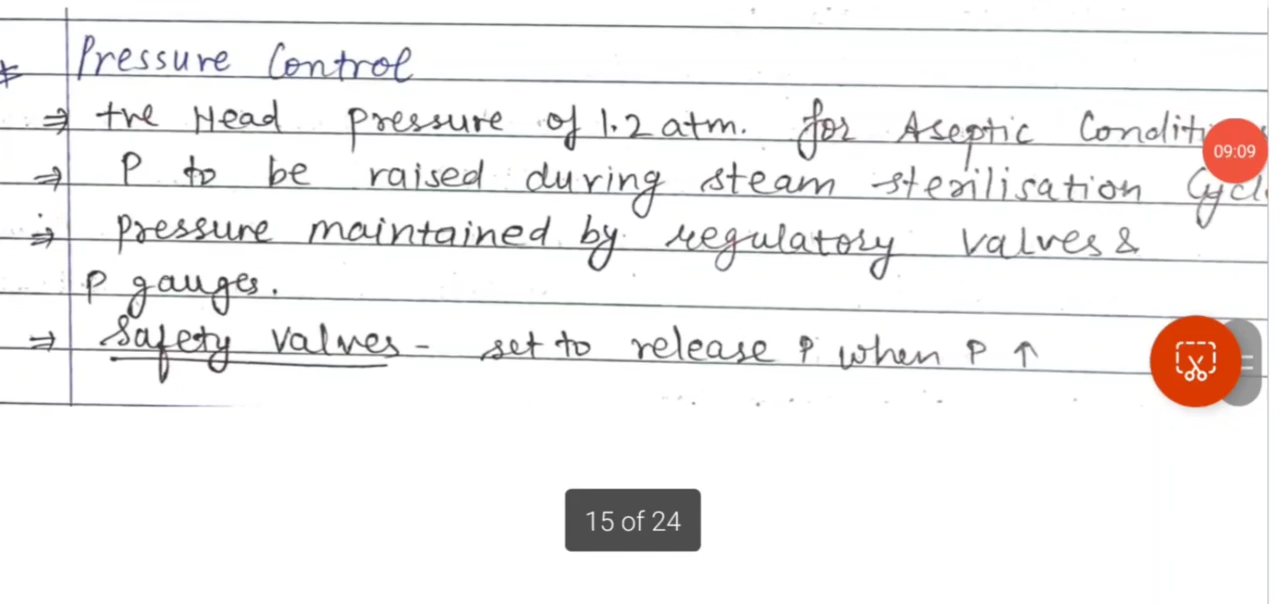 * Pressure Control
⇒ +ve Head pressure of 1.2 atm. for Aseptic Conditi
09:09
⇒ P to be raised during steam sterilisation Cycl
⇒ pressure maintained by regulatory valves &
P gauges.
⇒ Safety valves - set to release P when P ↑
15 of 24